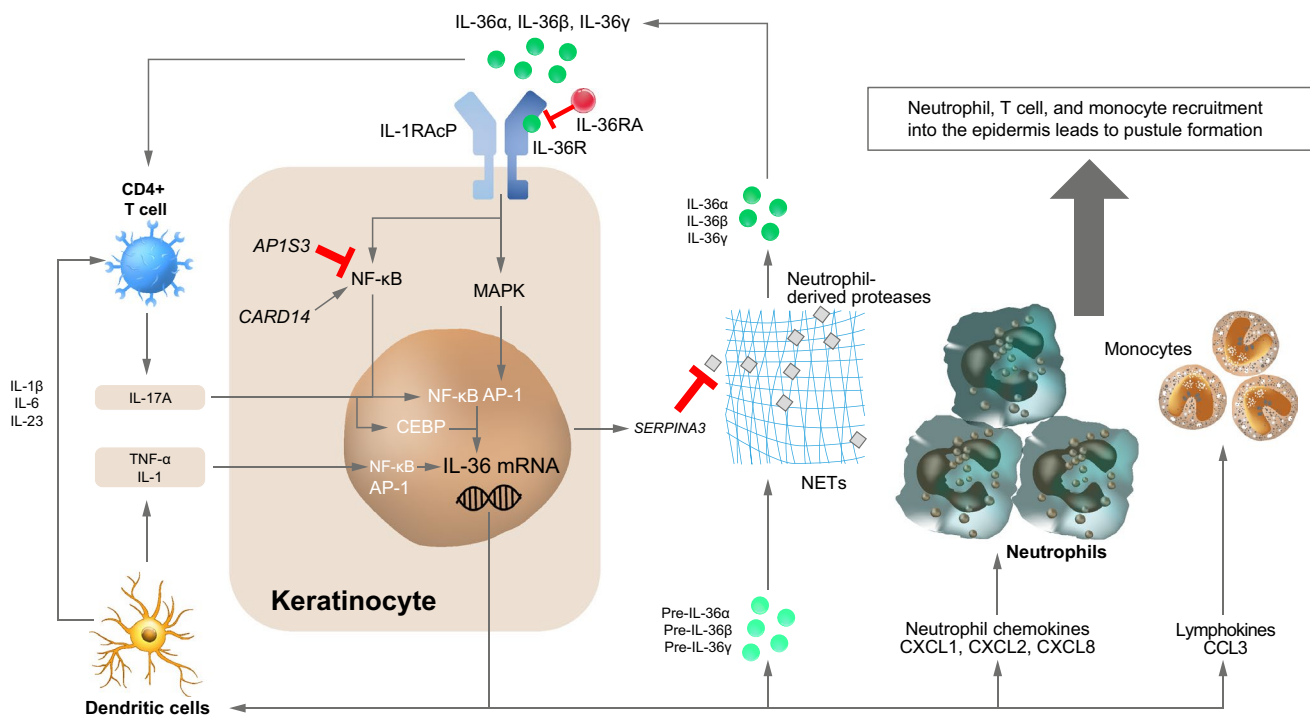 IL-36α, IL-36β, IL-36γ
IL-1RAcP
IL-36RA
IL-36R
Neutrophil, T cell, and monocyte recruitment
into the epidermis leads to pustule formation
CD4+
T cell
AP1S3
NF-κB
CARD14
MAPK
IL-36α
IL-36β
IL-36γ
Neutrophil-
derived proteases
Monocytes
IL-1β
IL-6
IL-23
IL-17A
NF-κB AP-1
CEBP
SERPINA3
TNF-α
IL-1
NF-κB
AP-1
IL-36 mRNA
NETs
Neutrophils
Keratinocyte
Pre-IL-36α
Pre-IL-36β
Pre-IL-36γ
Neutrophil chemokines
CXCL1, CXCL2, CXCL8
Lymphokines
CCL3
Dendritic cells